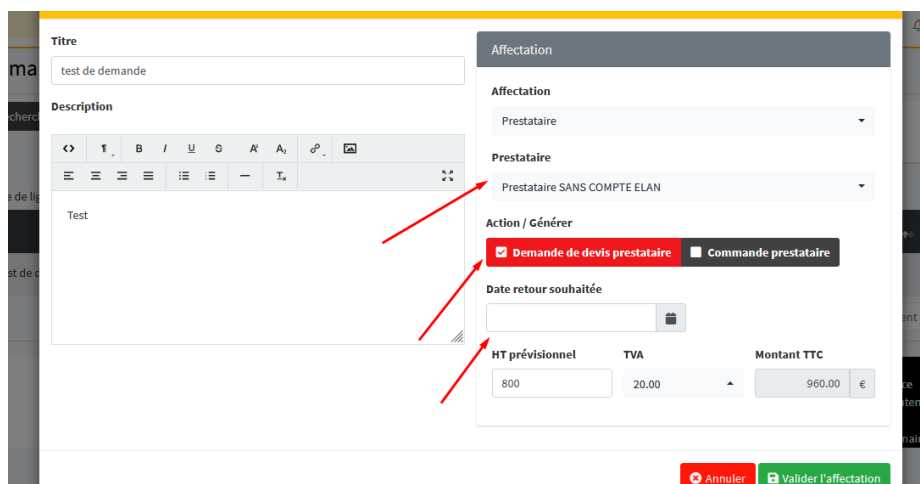 Titre
test de demande
Description
Test
Affectation
Affectation
Prestataire
Prestataire
Prestataire SANS COMPTE ELAN
Action / Générer
Demande de devis prestataire
Commande prestataire
Date retour souhaitée
HT prévisionnel
TVA
Montant TTC
800
20.00
960.00
€
Annuler
Valider l'affectation